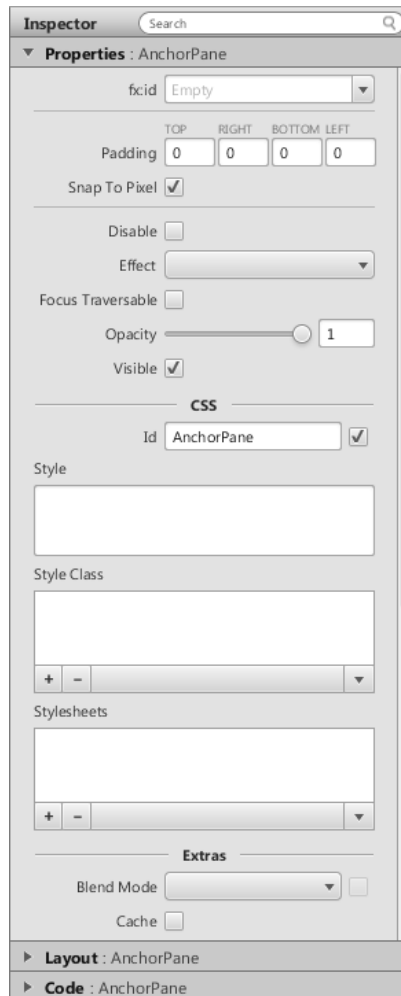 Inspector Search
Properties : AnchorPane
fx:id Empty
TOP RIGHT BOTTOM LEFT
Padding 0 0 0 0
Snap To Pixel
Disable
Effect
Focus Traversable
Opacity 1
Visible
CSS
Id AnchorPane
Style
Style Class
+ −
Stylesheets
+ −
Extras
Blend Mode
Cache
Layout : AnchorPane
Code : AnchorPane